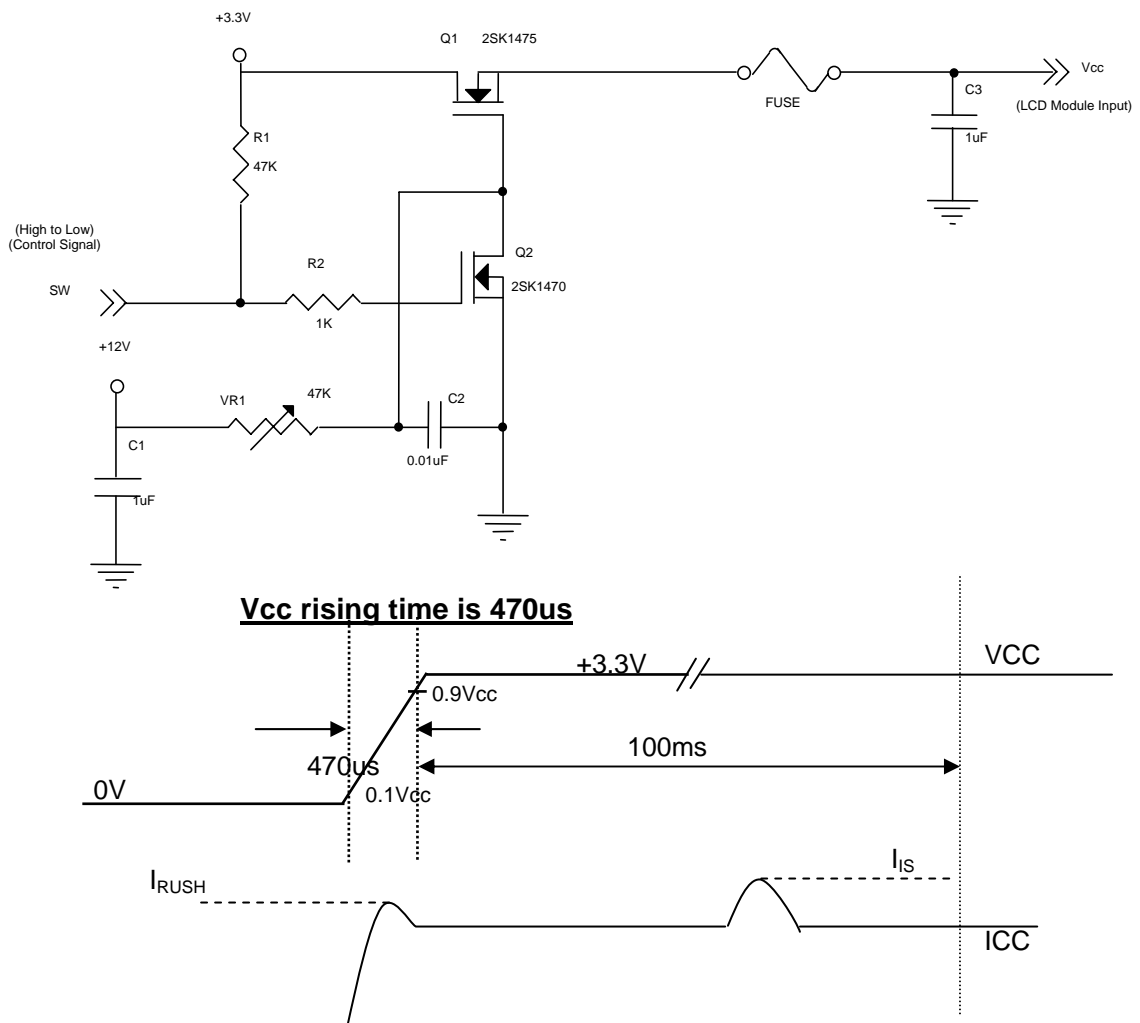 +3.3V
Q1 2SK1475
Vcc
FUSE
C3
(LCD Module Input)
1uF
R1
47K
(High to Low)
(Control Signal)
SW
R2
1K
Q2
2SK1470
+12V
VR1
47K
C2
C1
0.01uF
1uF
Vcc rising time is 470us
+3.3V
VCC
0.9Vcc
470us
100ms
0V
0.1Vcc
IRUSH
IIS
ICC